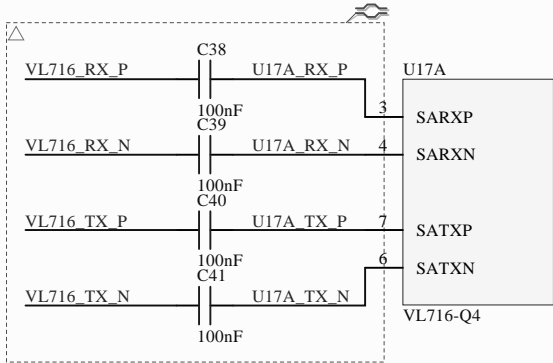 C38
VL716_RX_P
U17A_RX_P
U17A
100nF
3
SARXP
C39
VL716_RX_N
U17A_RX_N
4
SARXN
100nF
C40
VL716_TX_P
U17A_TX_P
7
SATXP
100nF
6
SATXN
C41
VL716_TX_N
U17A_TX_N
VL716-Q4
100nF